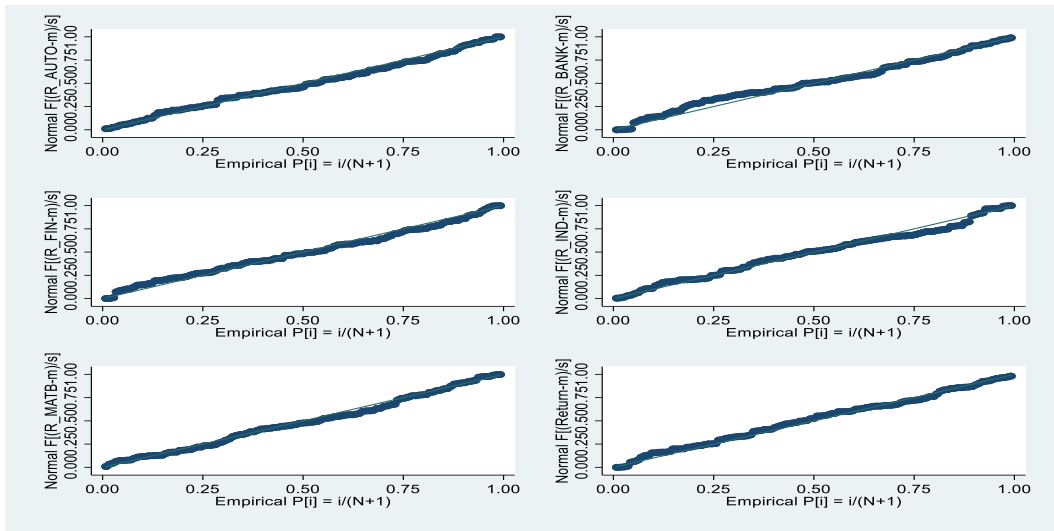 Normal F[(R_AUTO-m)/s]
0.00 0.25 0.50 0.75 1.00
0.00 0.25 0.50 0.75 1.00
Empirical P[i] = i/(N+1)
Normal F[(R_BANK-m)/s]
0.00 0.25 0.50 0.75 1.00
0.00 0.25 0.50 0.75 1.00
Empirical P[i] = i/(N+1)
Normal F[(R_FIN-m)/s]
0.00 0.25 0.50 0.75 1.00
0.00 0.25 0.50 0.75 1.00
Empirical P[i] = i/(N+1)
Normal F[(R_IND-m)/s]
0.00 0.25 0.50 0.75 1.00
0.00 0.25 0.50 0.75 1.00
Empirical P[i] = i/(N+1)
Normal F[(R_MATB-m)/s]
0.00 0.25 0.50 0.75 1.00
0.00 0.25 0.50 0.75 1.00
Empirical P[i] = i/(N+1)
Normal F[(Return-m)/s]
0.00 0.25 0.50 0.75 1.00
0.00 0.25 0.50 0.75 1.00
Empirical P[i] = i/(N+1)